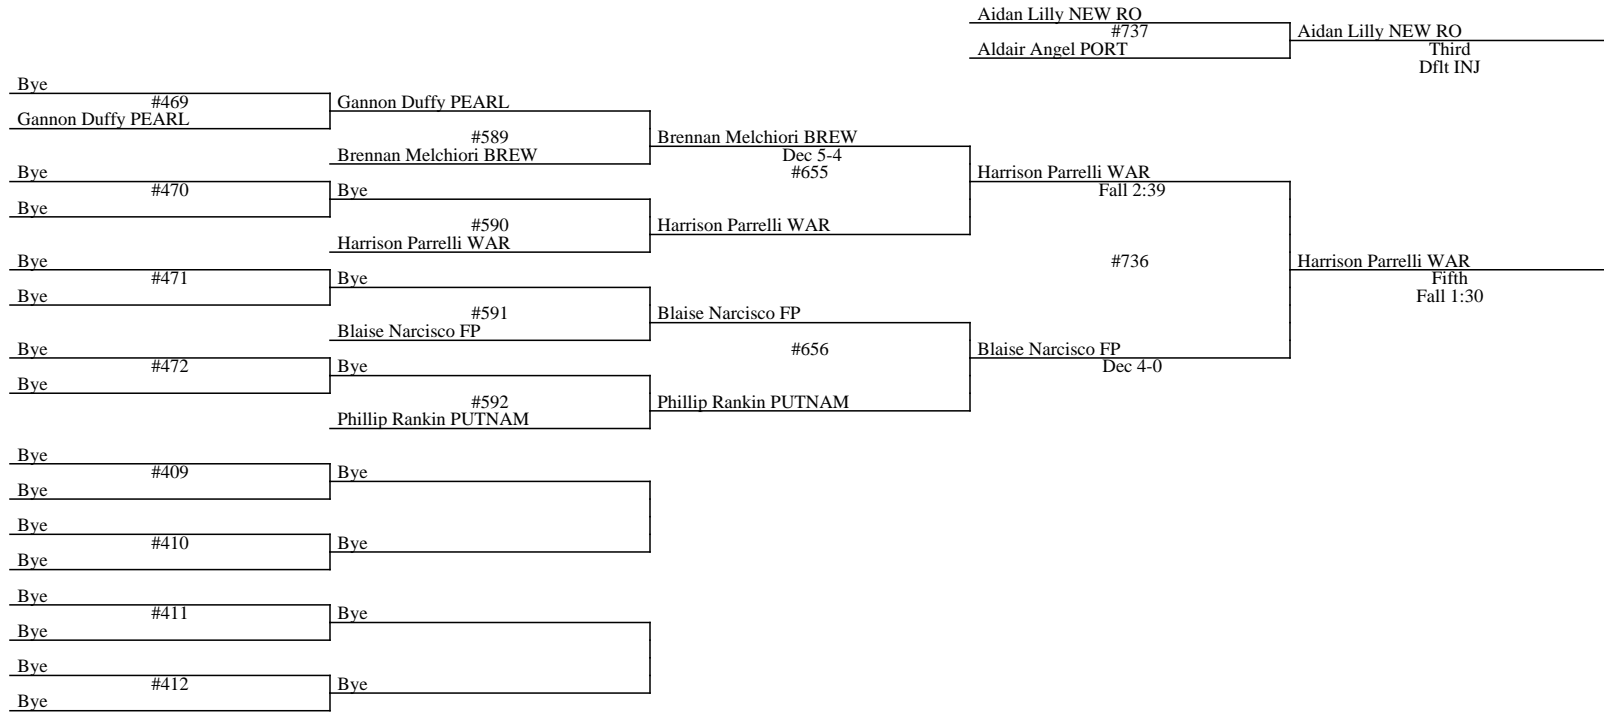 Aidan Lilly NEW RO
#737
Aldair Angel PORT
Aidan Lilly NEW RO
Third
Dflt INJ
Bye
#469
Gannon Duffy PEARL
Bye
#470
Bye
Bye
#471
Bye
Bye
#472
Bye
Gannon Duffy PEARL
#589
Brennan Melchiori BREW
Bye
#590
Harrison Parrelli WAR
Bye
#591
Blaise Narcisco FP
Bye
#592
Phillip Rankin PUTNAM
Brennan Melchiori BREW
Dec 5-4
#655
Harrison Parrelli WAR
Blaise Narcisco FP
#656
Phillip Rankin PUTNAM
Harrison Parrelli WAR
Fall 2:39
#736
Blaise Narcisco FP
Dec 4-0
Harrison Parrelli WAR
Fifth
Fall 1:30
Bye
#409
Bye
Bye
#410
Bye
Bye
#411
Bye
Bye
#412
Bye
Bye
Bye
Bye
Bye